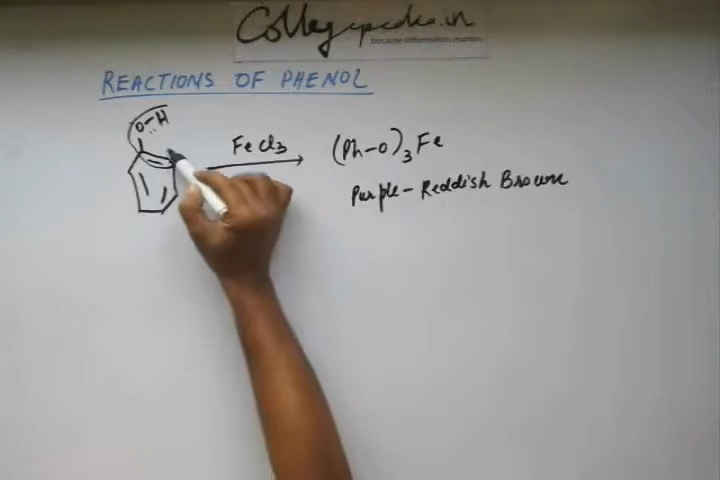 Collegepedia.in
because information matters
REACTIONS OF PHENOL
O-H
FeCl3
(Ph-O)3Fe
Purple- Reddish Brown